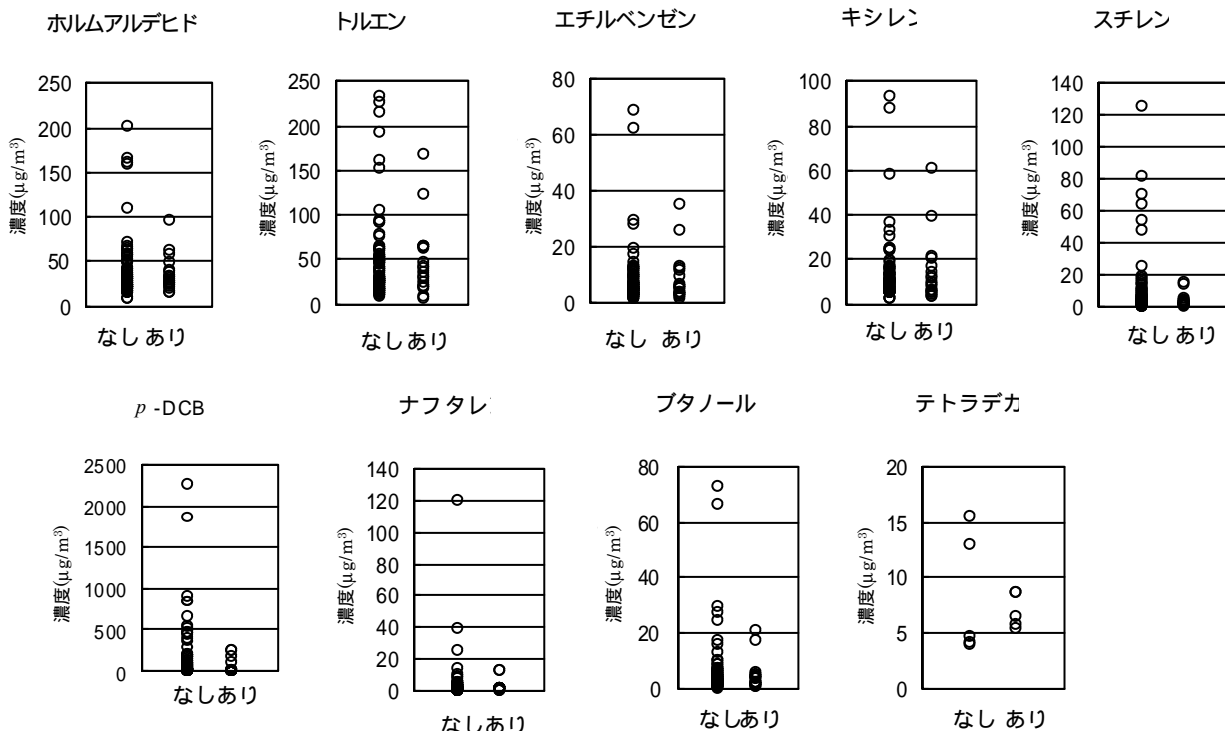 ホルムアルデヒド
トルエン
エチルベンゼン
キシレン
スチレン
250
200
150
100
50
0
濃度(μg/m³)
なし あり
250
200
150
100
50
0
濃度(μg/m³)
なし あり
80
60
40
20
0
濃度(μg/m³)
なし あり
100
80
60
40
20
0
濃度(μg/m³)
なし あり
140
120
100
80
60
40
20
0
濃度(μg/m³)
なし あり
p -DCB
ナフタレ
ブタノール
テトラデカ
2500
2000
1500
1000
500
0
濃度(μg/m³)
なし あり
140
120
100
80
60
40
20
0
濃度(μg/m³)
なし あり
80
60
40
20
0
濃度(μg/m³)
なし あり
20
15
10
5
0
濃度(μg/m³)
なし あり